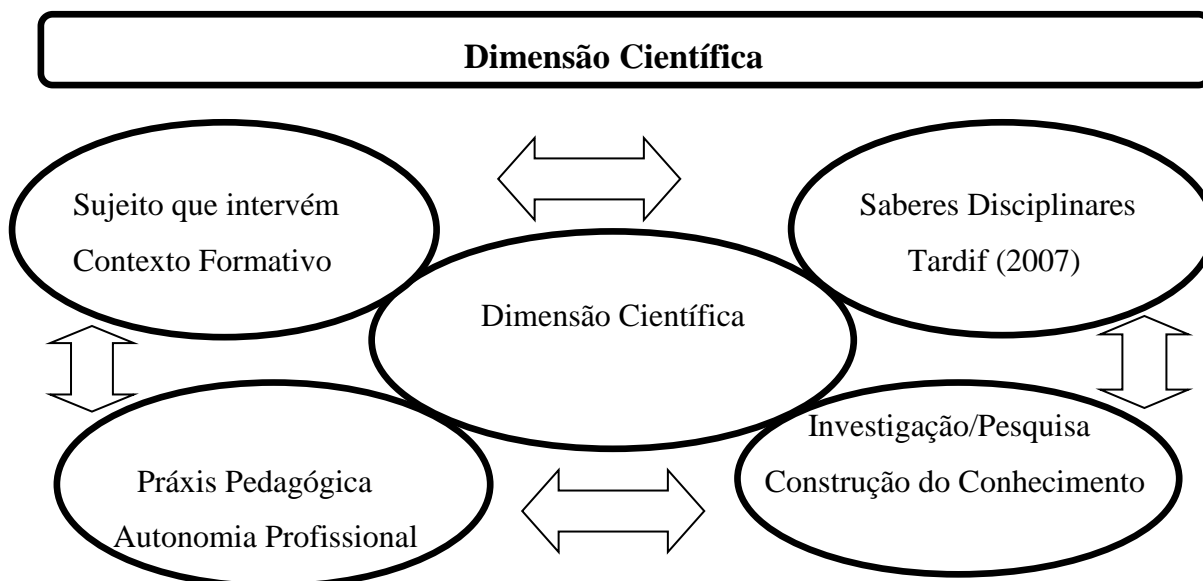 Dimensão Científica
Sujeito que intervém
Contexto Formativo
Saberes Disciplinares
Tardif (2007)
Dimensão Científica
Práxis Pedagógica
Autonomia Profissional
Investigação/Pesquisa
Construção do Conhecimento